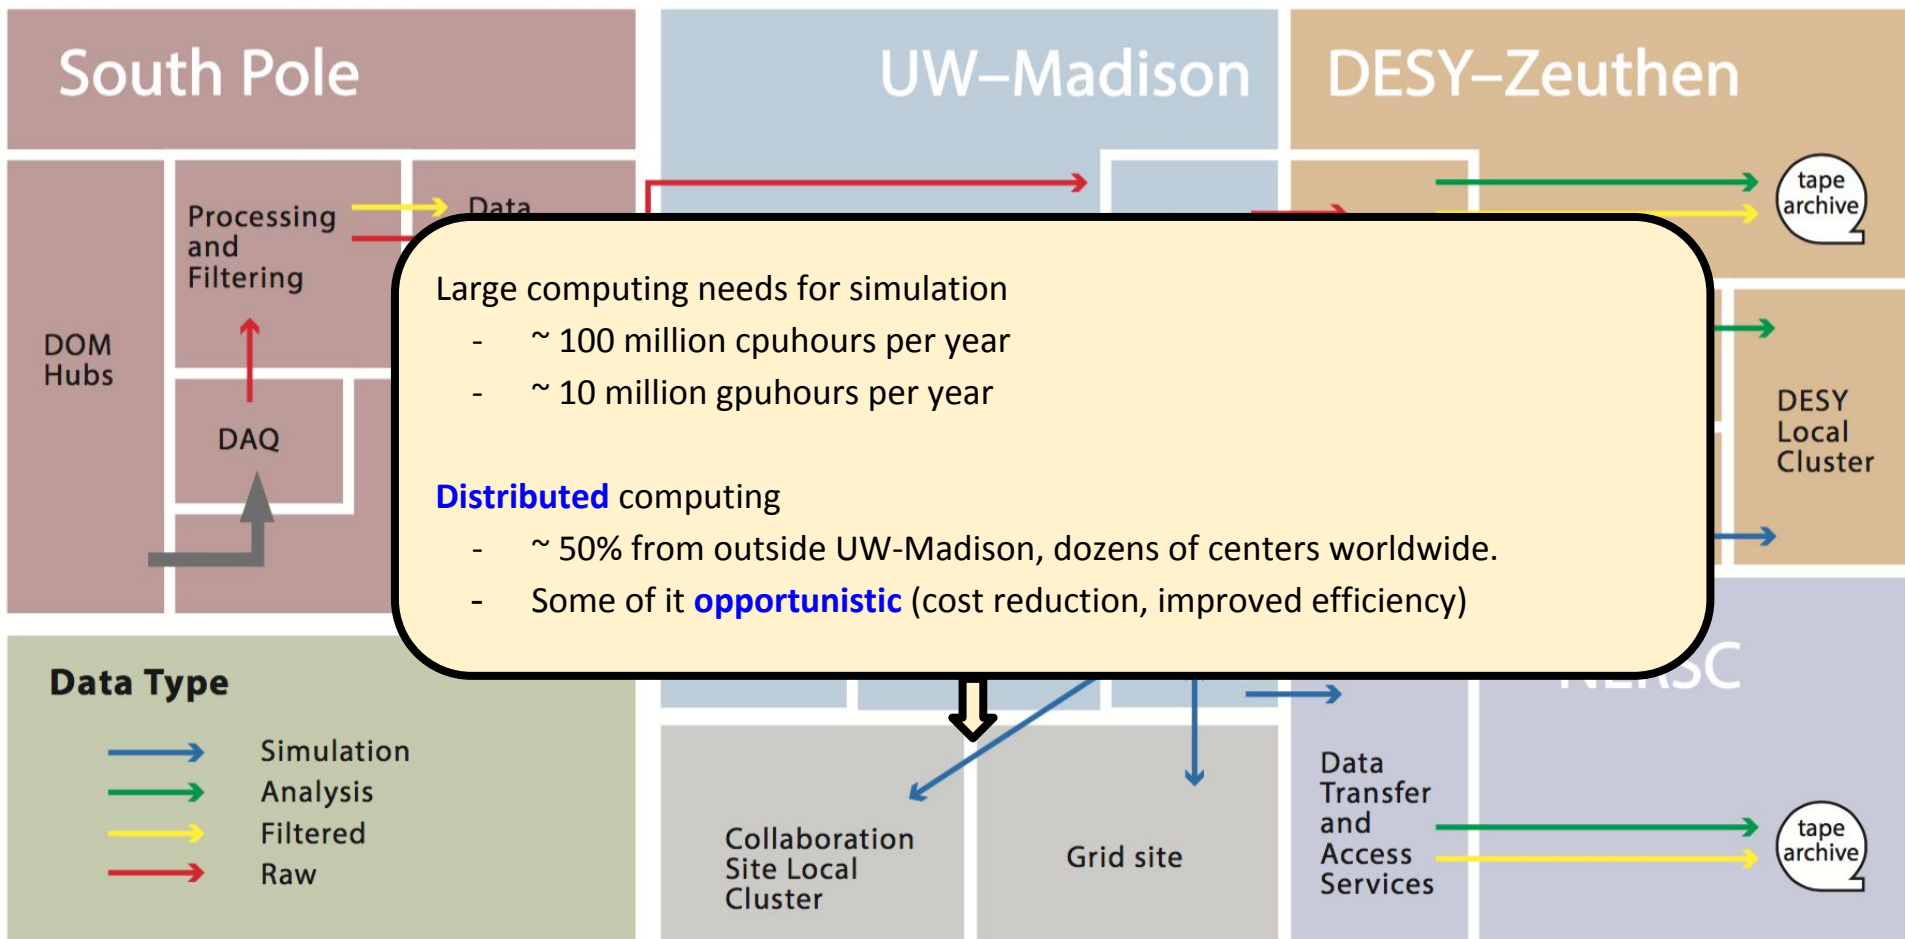 South Pole
UW–Madison
DESY–Zeuthen
Processing
and
Filtering
Data
DOM
Hubs
DAQ
tape
archive
Large computing needs for simulation
- ~ 100 million cpuhours per year
- ~ 10 million gpuhours per year
Distributed computing
- ~ 50% from outside UW-Madison, dozens of centers worldwide.
- Some of it opportunistic (cost reduction, improved efficiency)
DESY
Local
Cluster
NERSC
Data Type
Simulation
Analysis
Filtered
Raw
Collaboration
Site Local
Cluster
Grid site
Data
Transfer
and
Access
Services
tape
archive